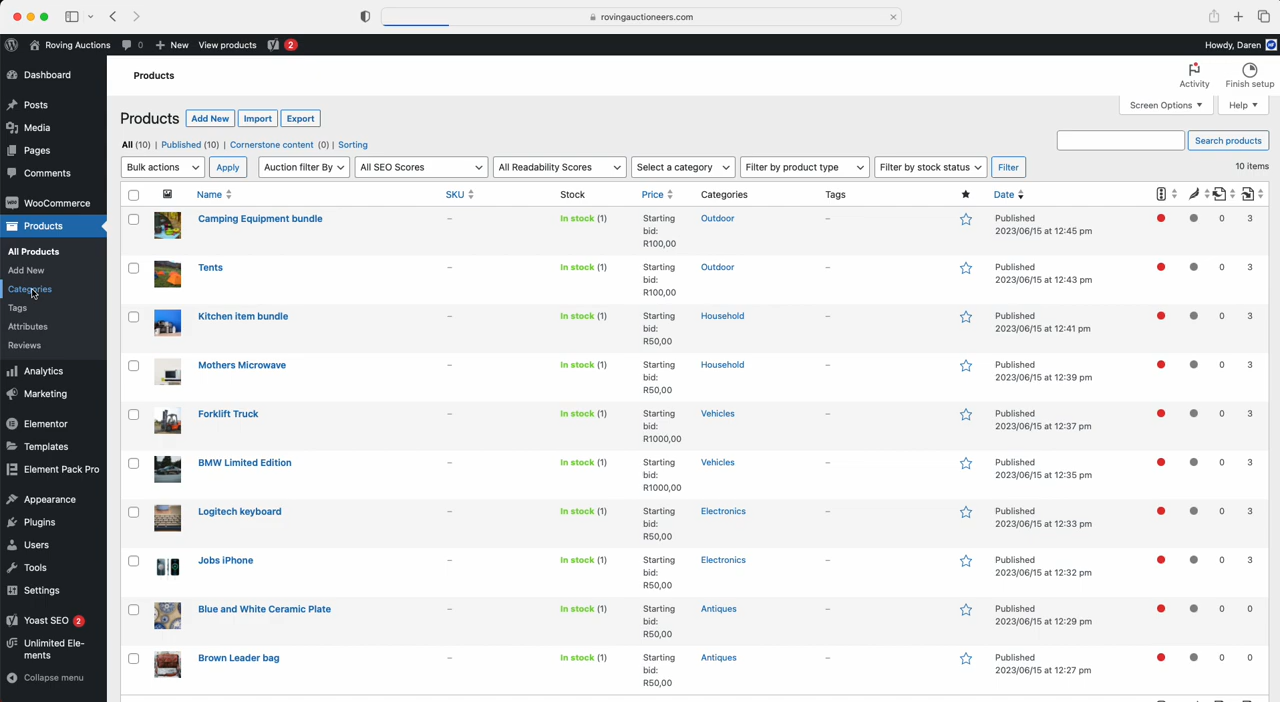 rovingauctioneers.com
Roving Auctions 0 New View products 2 Howdy, Daren
Dashboard
Posts
Media
Pages
Comments
WooCommerce
Products
All Products
Add New
Categories
Tags
Attributes
Reviews
Analytics
Marketing
Elementor
Templates
Element Pack Pro
Appearance
Plugins
Users
Tools
Settings
Yoast SEO 2
Unlimited Ele-
ments
Collapse menu
Products
Activity
Finish setup
Screen Options
Help
Products Add New Import Export
All (10) | Published (10) | Cornerstone content (0) | Sorting
Search products
Bulk actions Apply Auction filter By All SEO Scores All Readability Scores Select a category Filter by product type Filter by stock status Filter
10 items
Name SKU Stock Price Categories Tags Date
Camping Equipment bundle – In stock (1) Starting Outdoor – Published 0 3
bid: 2023/06/15 at 12:45 pm
R100,00
Tents – In stock (1) Starting Outdoor – Published 0 3
bid: 2023/06/15 at 12:43 pm
R100,00
Kitchen item bundle – In stock (1) Starting Household – Published 0 3
bid: 2023/06/15 at 12:41 pm
R50,00
Mothers Microwave – In stock (1) Starting Household – Published 0 3
bid: 2023/06/15 at 12:39 pm
R50,00
Forklift Truck – In stock (1) Starting Vehicles – Published 0 3
bid: 2023/06/15 at 12:37 pm
R1000,00
BMW Limited Edition – In stock (1) Starting Vehicles – Published 0 3
bid: 2023/06/15 at 12:35 pm
R1000,00
Logitech keyboard – In stock (1) Starting Electronics – Published 0 3
bid: 2023/06/15 at 12:33 pm
R50,00
Jobs iPhone – In stock (1) Starting Electronics – Published 0 3
bid: 2023/06/15 at 12:32 pm
R50,00
Blue and White Ceramic Plate – In stock (1) Starting Antiques – Published 0 0
bid: 2023/06/15 at 12:29 pm
R50,00
Brown Leader bag – In stock (1) Starting Antiques – Published 0 0
bid: 2023/06/15 at 12:27 pm
R50,00